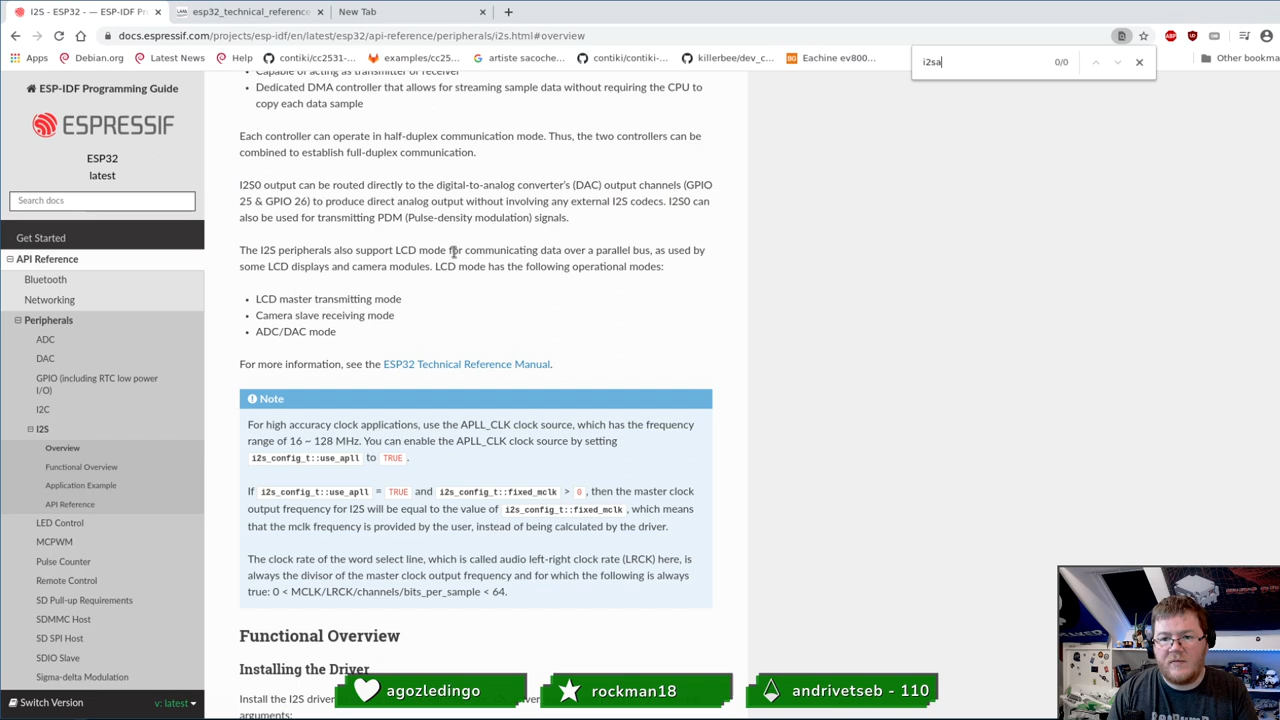 I2S - ESP32 - — ESP-IDF Pr
esp32_technical_reference
New Tab
docs.espressif.com/projects/esp-idf/en/latest/esp32/api-reference/peripherals/i2s.html#overview
Apps
Debian.org
Latest News
Help
contiki/cc2531-...
examples/cc25...
artiste sacoche...
contiki/contiki-...
killerbee/dev_c...
Eachine ev800...
Other bookma
i2sa
0/0
ESP-IDF Programming Guide
ESPRESSIF
ESP32
latest
Search docs
Get Started
API Reference
Bluetooth
Networking
Peripherals
ADC
DAC
GPIO (including RTC low power
I/O)
I2C
I2S
Overview
Functional Overview
Application Example
API Reference
LED Control
MCPWM
Pulse Counter
Remote Control
SD Pull-up Requirements
SDMMC Host
SD SPI Host
SDIO Slave
Sigma-delta Modulation
Switch Version
v: latest
Capable of acting as transmitter or receiver
Dedicated DMA controller that allows for streaming sample data without requiring the CPU to
copy each data sample
Each controller can operate in half-duplex communication mode. Thus, the two controllers can be
combined to establish full-duplex communication.
I2S0 output can be routed directly to the digital-to-analog converter's (DAC) output channels (GPIO
25 & GPIO 26) to produce direct analog output without involving any external I2S codecs. I2S0 can
also be used for transmitting PDM (Pulse-density modulation) signals.
The I2S peripherals also support LCD mode for communicating data over a parallel bus, as used by
some LCD displays and camera modules. LCD mode has the following operational modes:
LCD master transmitting mode
Camera slave receiving mode
ADC/DAC mode
For more information, see the ESP32 Technical Reference Manual.
Note
For high accuracy clock applications, use the APLL_CLK clock source, which has the frequency
range of 16 ~ 128 MHz. You can enable the APLL_CLK clock source by setting
i2s_config_t::use_apll to TRUE.
If i2s_config_t::use_apll = TRUE and i2s_config_t::fixed_mclk > 0, then the master clock
output frequency for I2S will be equal to the value of i2s_config_t::fixed_mclk, which means
that the mclk frequency is provided by the user, instead of being calculated by the driver.
The clock rate of the word select line, which is called audio left-right clock rate (LRCK) here, is
always the divisor of the master clock output frequency and for which the following is always
true: 0 < MCLK/LRCK/channels/bits_per_sample < 64.
Functional Overview
Installing the Driver
Install the I2S driver
arguments:
agozledingo
rockman18
andrivetseb - 110